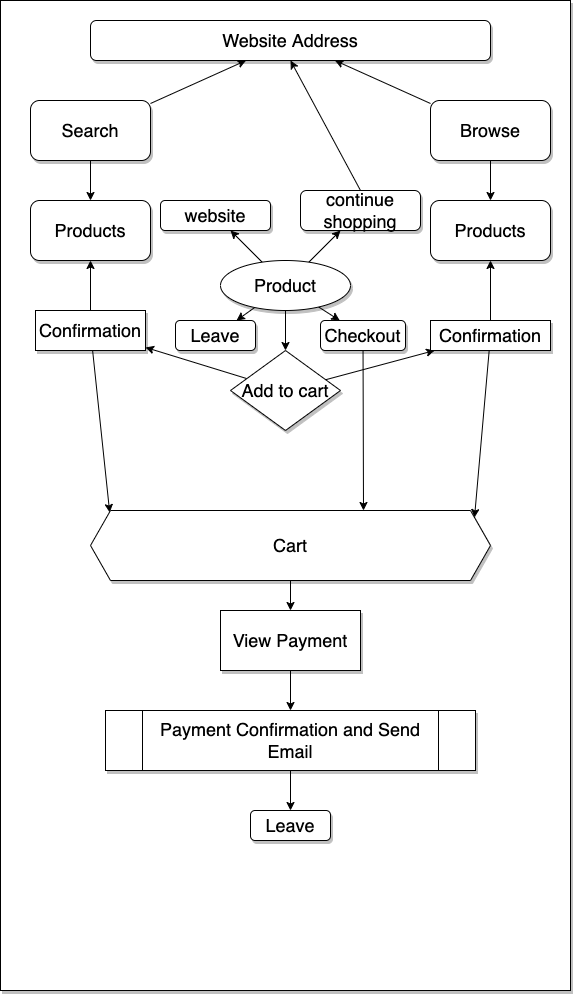 Website Address
Search
Browse
Products
website
continue
shopping
Products
Product
Confirmation
Leave
Checkout
Confirmation
Add to cart
Cart
View Payment
Payment Confirmation and Send
Email
Leave